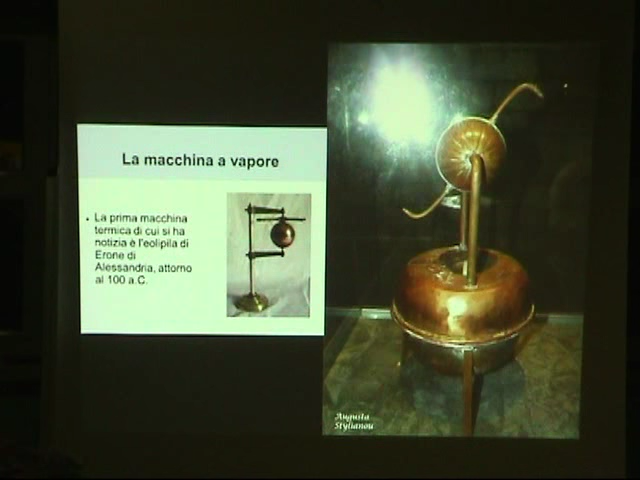 La macchina a vapore
• La prima macchina
termica di cui si ha
notizia è l'eolipila di
Erone di
Alessandria, attorno
al 100 a.C.
Augusta
Stylianou